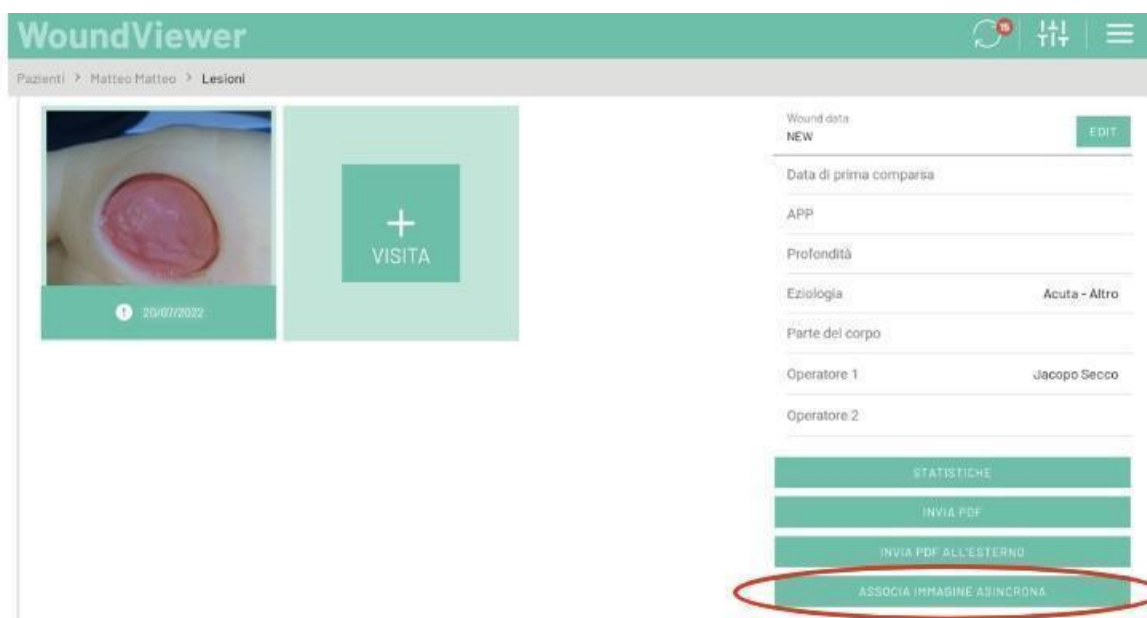 WoundViewer
15
Pazienti > Matteo Matteo > Lesioni
+
VISITA
! 20/07/2022
Wound data
NEW
EDIT
Data di prima comparsa
APP
Profondità
Eziologia Acuta - Altro
Parte del corpo
Operatore 1 Jacopo Secco
Operatore 2
STATISTICHE
INVIA PDF
INVIA PDF ALL'ESTERNO
ASSOCIA IMMAGINE ASINCRONA